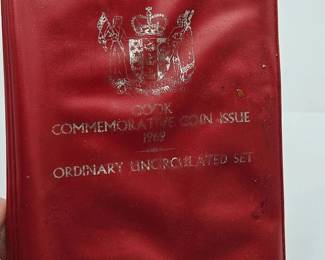 COOK
COMMEMORATIVE COIN ISSUE
1969
ORDINARY UNCIRCULATED SET